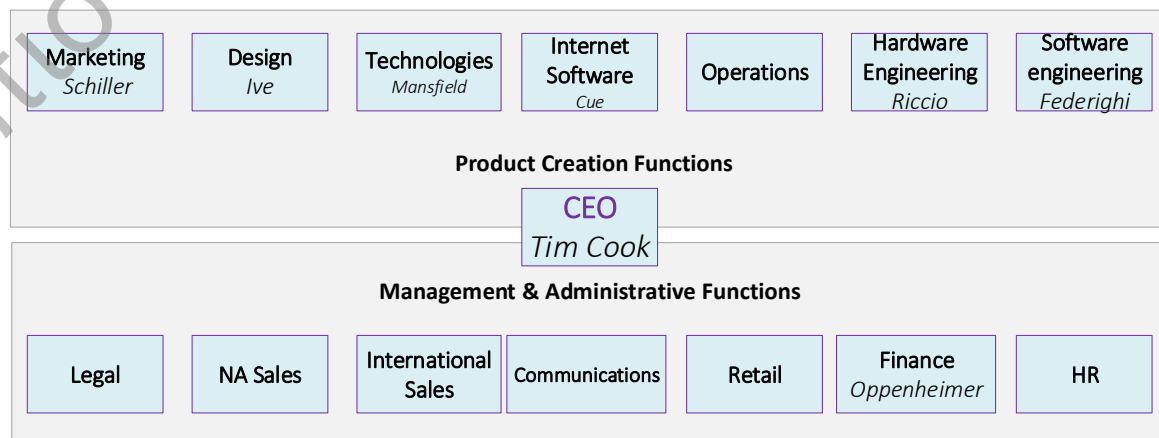 Marketing
Schiller
Design
Ive
Technologies
Mansfield
Internet
Software
Cue
Operations
Hardware
Engineering
Riccio
Software
engineering
Federighi
Product Creation Functions
CEO
Tim Cook
Management & Administrative Functions
Legal
NA Sales
International
Sales
Communications
Retail
Finance
Oppenheimer
HR